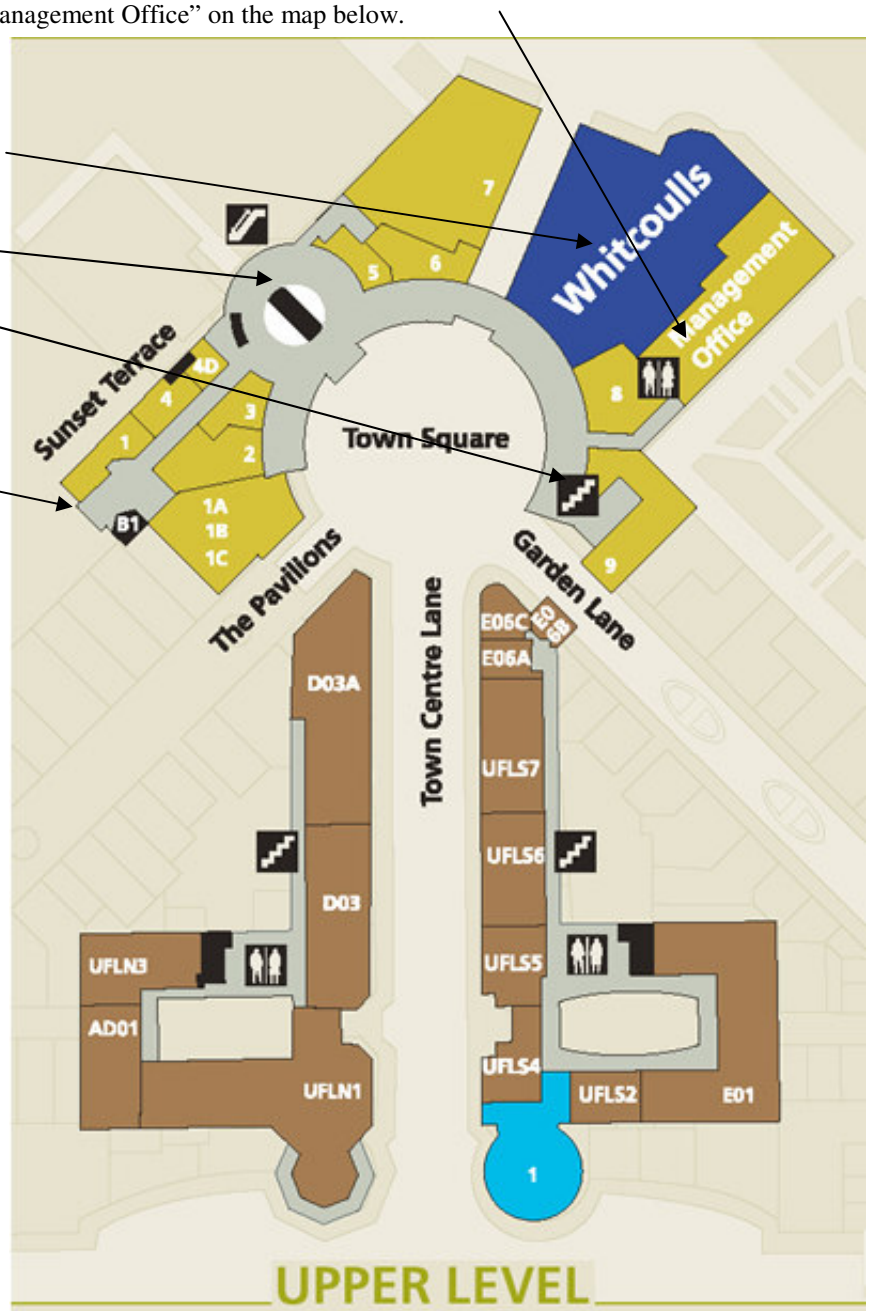 anagement Office” on the map below.
7
Whitcoulls
5
6
Management
Office
Sunset Terrace
4D
4
8
3
Town Square
1
2
1A
B1
1B
1C
The Pavilions
Garden Lane
9
E06C
E0
6B
E06A
D03A
Town Centre Lane
UFLS7
UFLS6
D03
UFLN3
UFLS5
AD01
UFLS4
UFLN1
UFLS2
E01
1
UPPER LEVEL